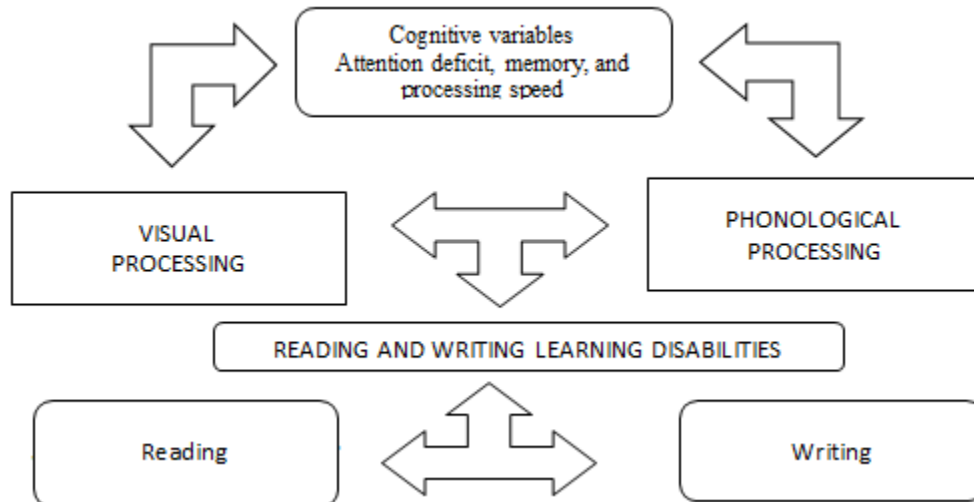 Cognitive variables
Attention deficit, memory, and
processing speed
VISUAL
PROCESSING
PHONOLOGICAL
PROCESSING
READING AND WRITING LEARNING DISABILITIES
Reading
Writing